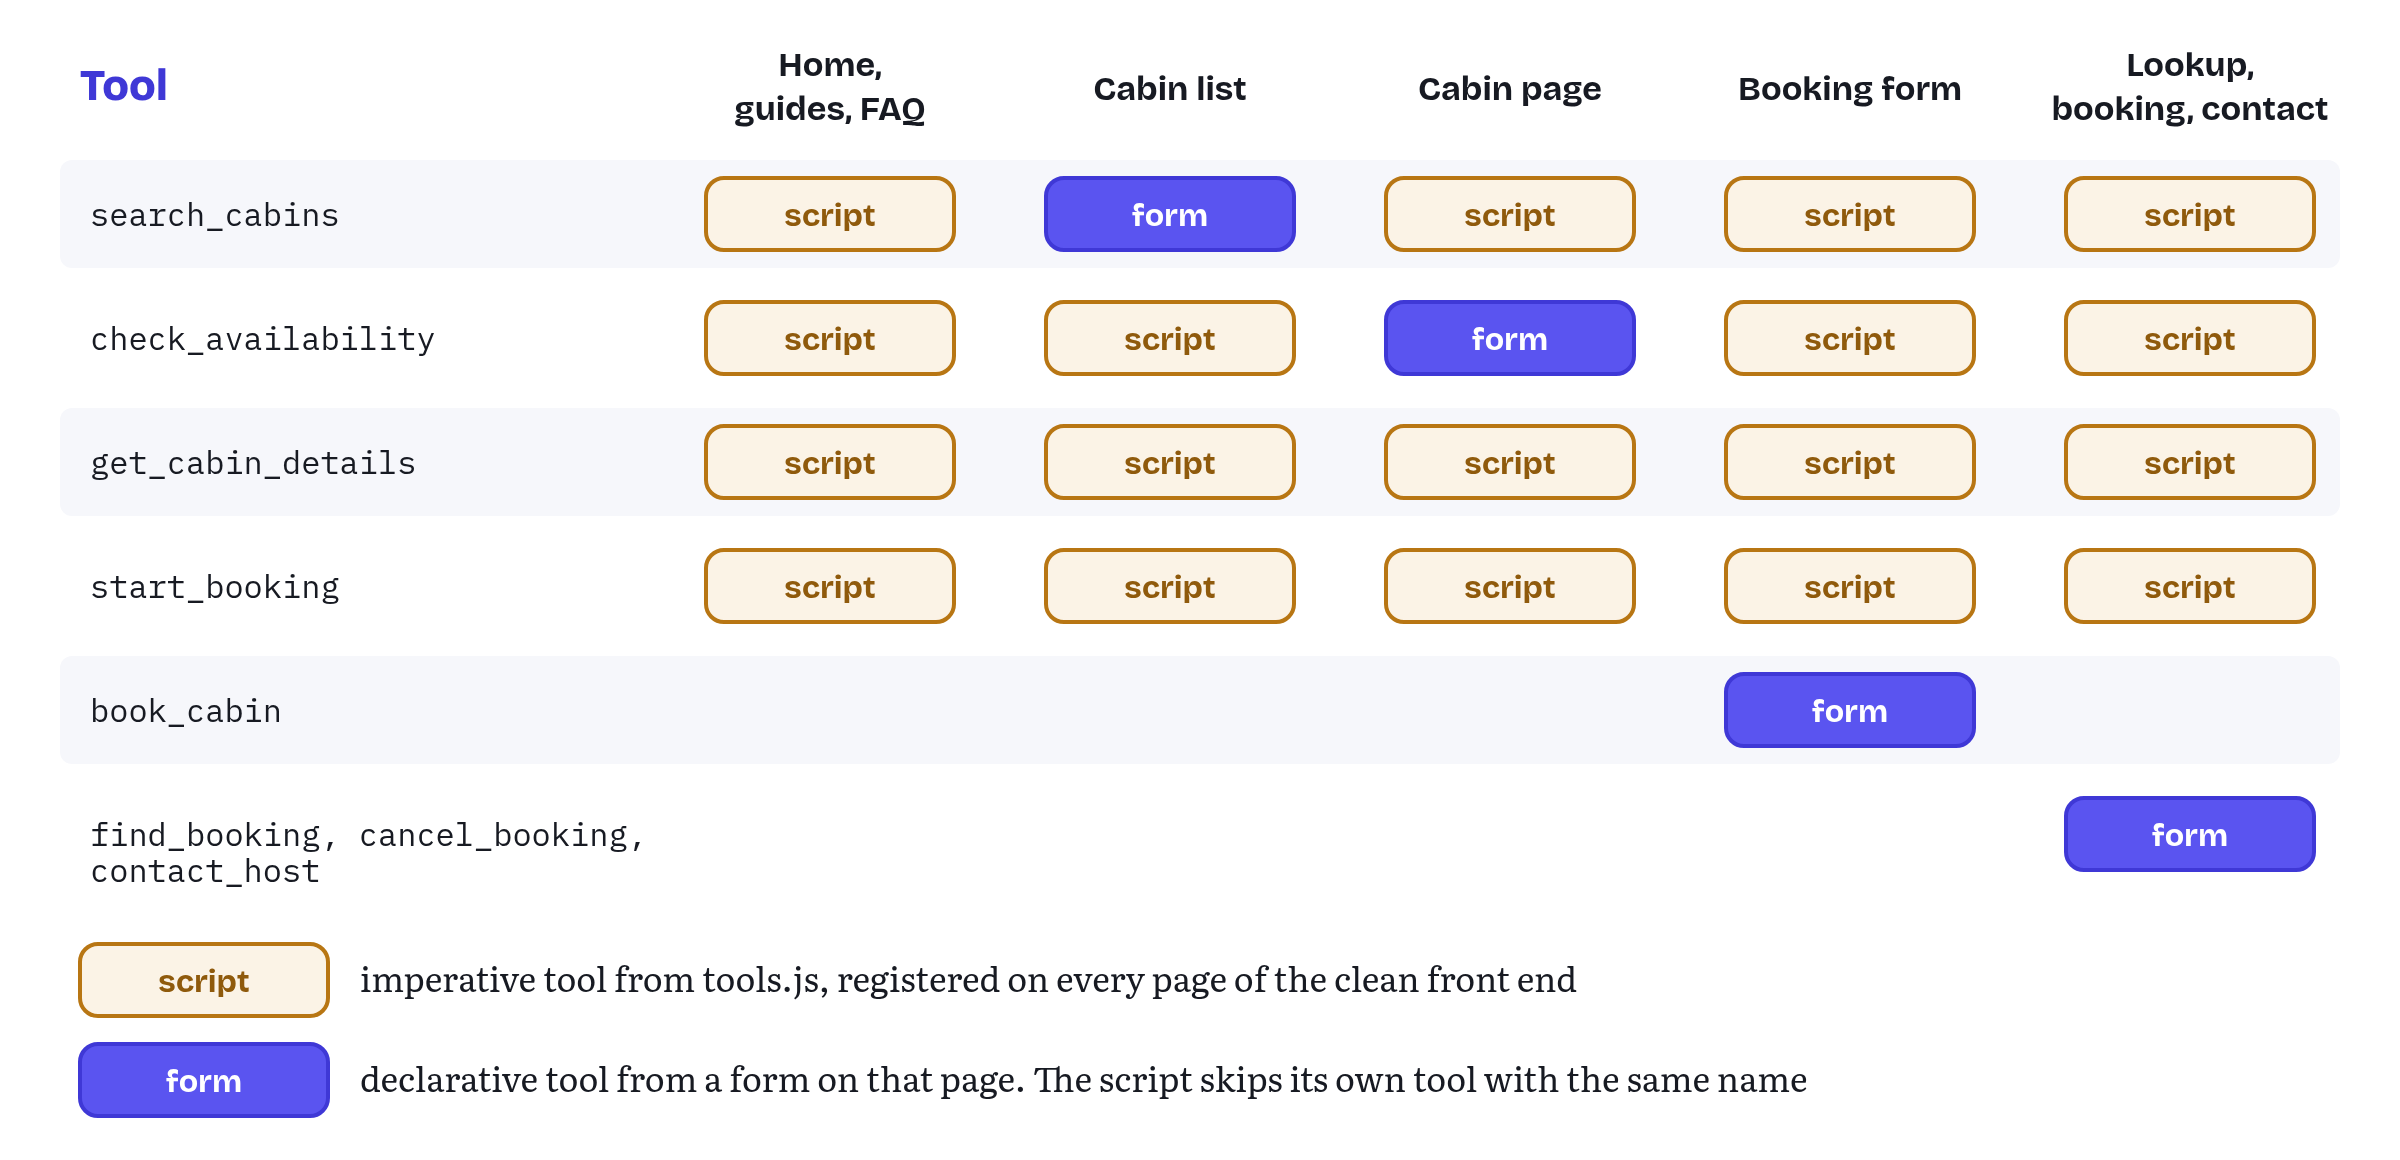 Tool
Home,
guides, FAQ
Cabin list
Cabin page
Booking form
Lookup,
booking, contact
search_cabins script form script script script
check_availability script script form script script
get_cabin_details script script script script script
start_booking script script script script script
book_cabin form
find_booking, cancel_booking, form
contact_host
script imperative tool from tools.js, registered on every page of the clean front end
form declarative tool from a form on that page. The script skips its own tool with the same name